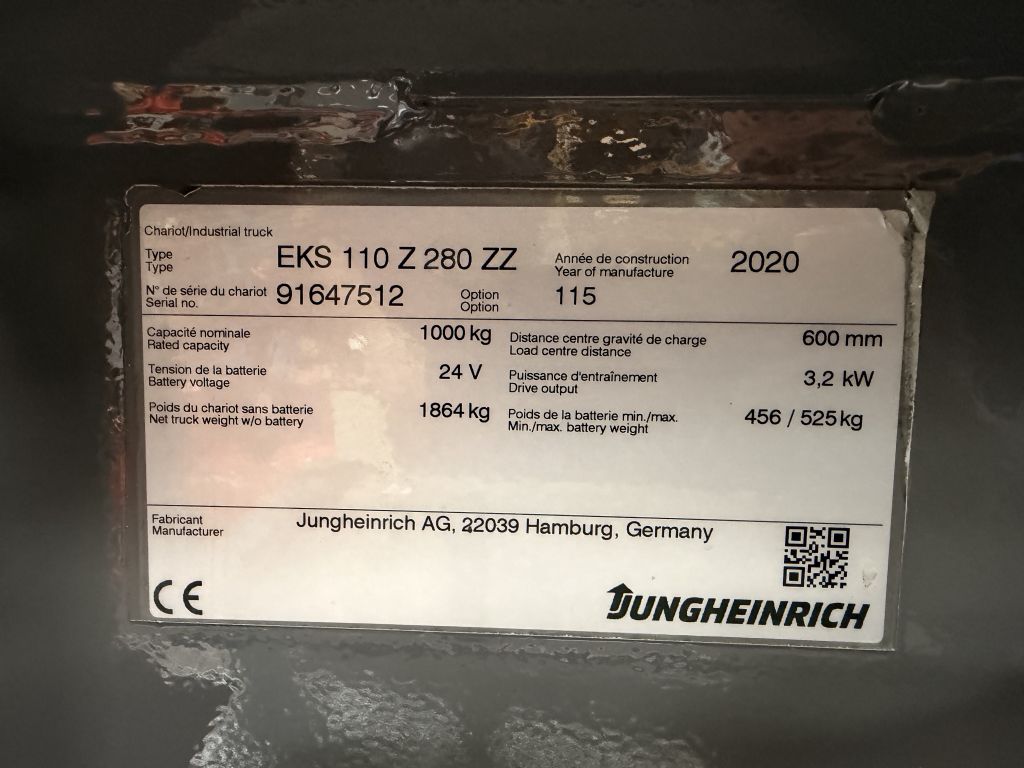 Chariot/Industrial truck
Type EKS 110 Z 280 ZZ Année de construction 2020
Type Year of manufacture
N° de série du chariot 91647512 Option 115
Serial no. Option
Capacité nominale 1000 kg Distance centre gravité de charge 600 mm
Rated capacity Load centre distance
Tension de la batterie 24 V Puissance d'entraînement 3,2 kW
Battery voltage Drive output
Poids du chariot sans batterie 1864 kg Poids de la batterie min./max. 456 / 525 kg
Net truck weight w/o battery Min./max. battery weight
Fabricant Jungheinrich AG, 22039 Hamburg, Germany
Manufacturer
CE JUNGHEINRICH